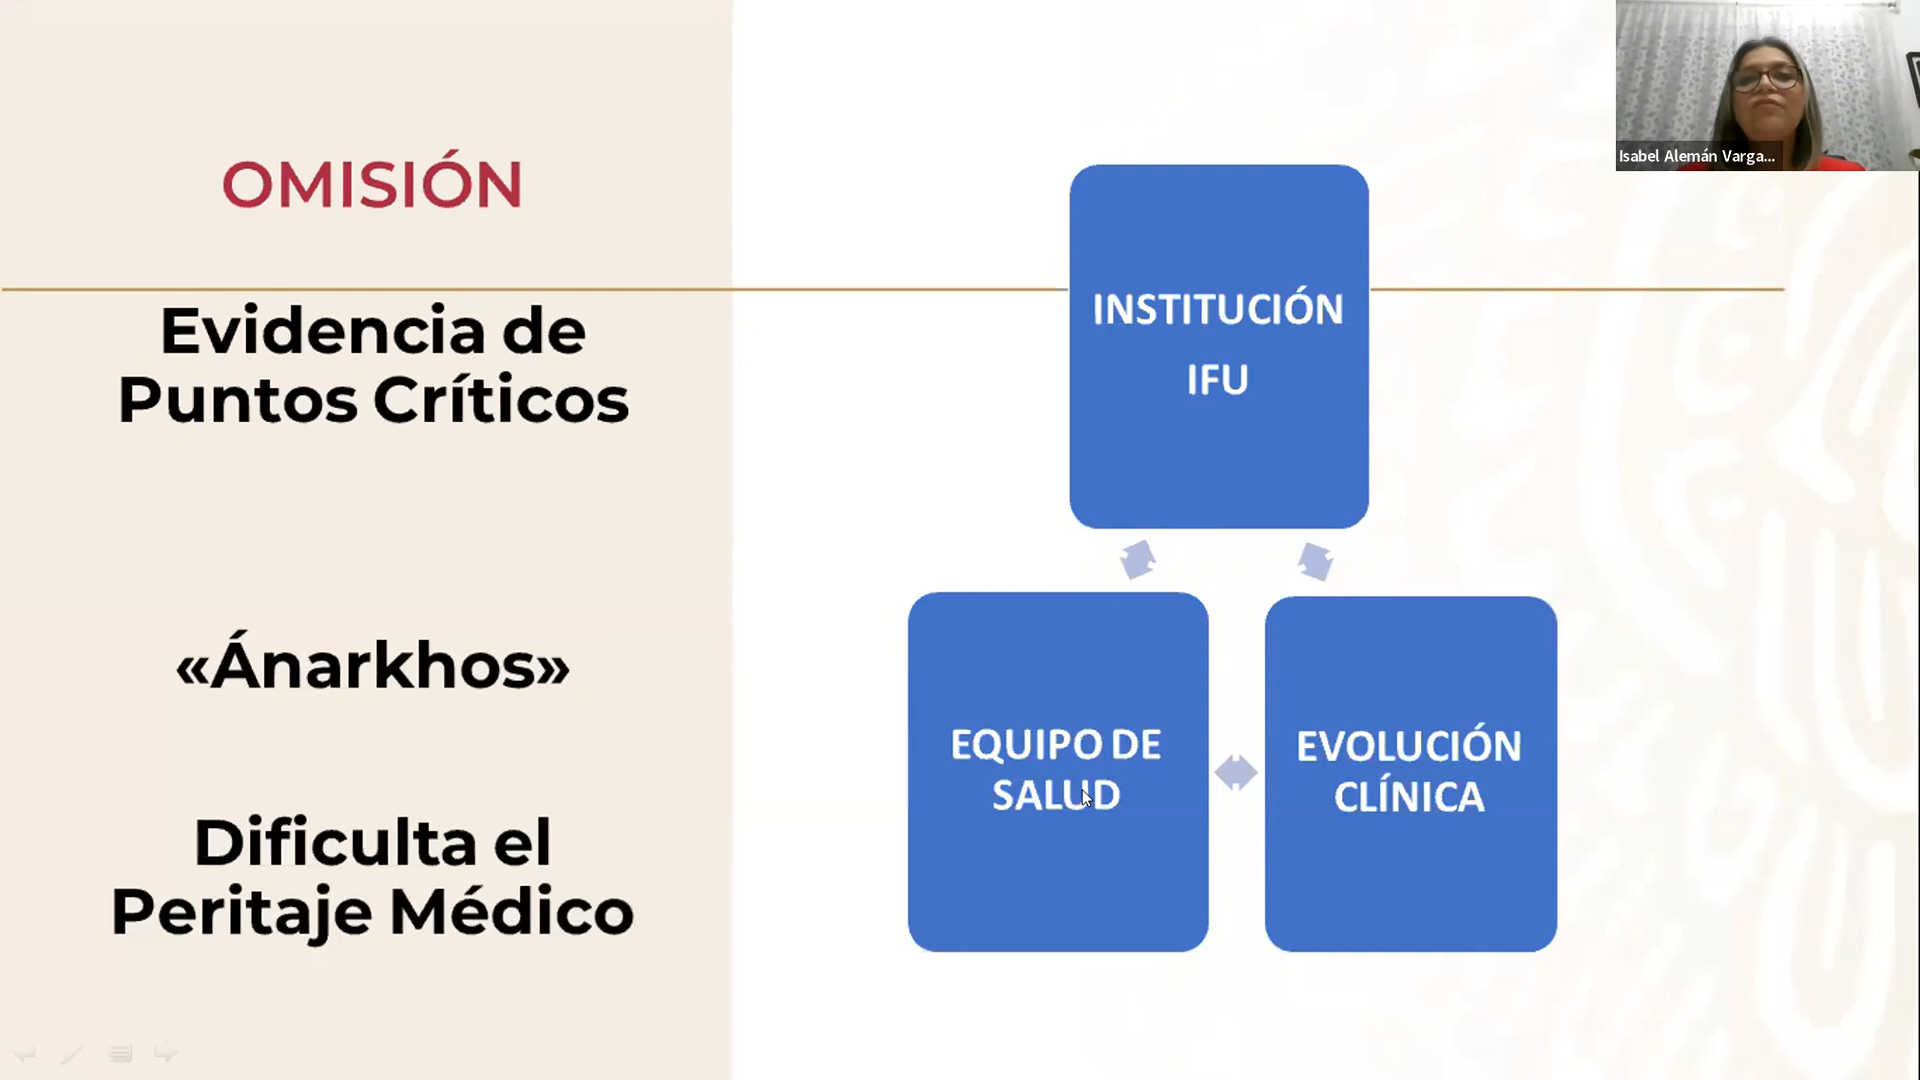 Isabel Alemán Varga...
OMISIÓN
Evidencia de
Puntos Críticos
«Ánarkhos»
Dificulta el
Peritaje Médico
INSTITUCIÓN
IFU
EQUIPO DE
SALUD
EVOLUCIÓN
CLÍNICA